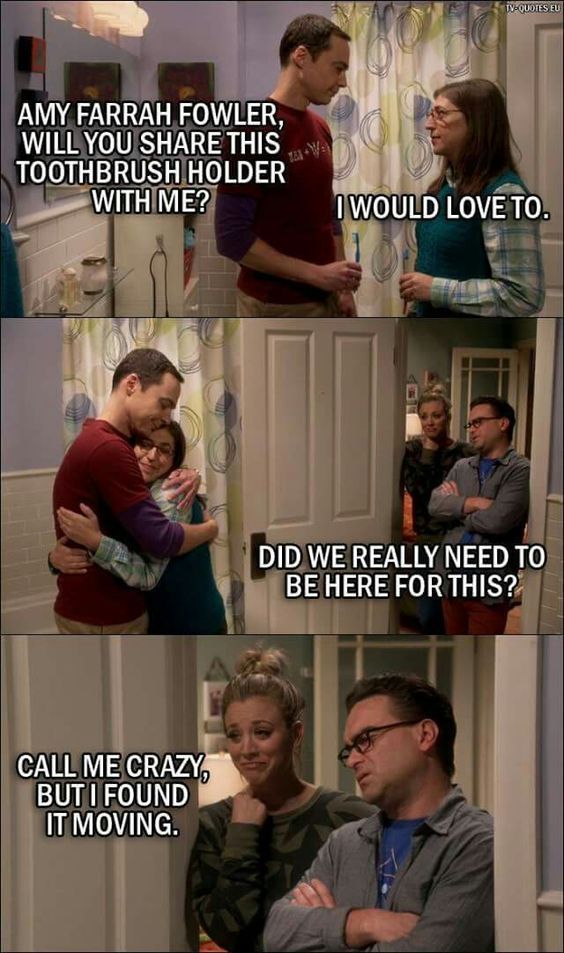 TV-QUOTES.EU
AMY FARRAH FOWLER,
WILL YOU SHARE THIS
TOOTHBRUSH HOLDER
WITH ME?
I WOULD LOVE TO.
DID WE REALLY NEED TO
BE HERE FOR THIS?
CALL ME CRAZY,
BUT I FOUND
IT MOVING.